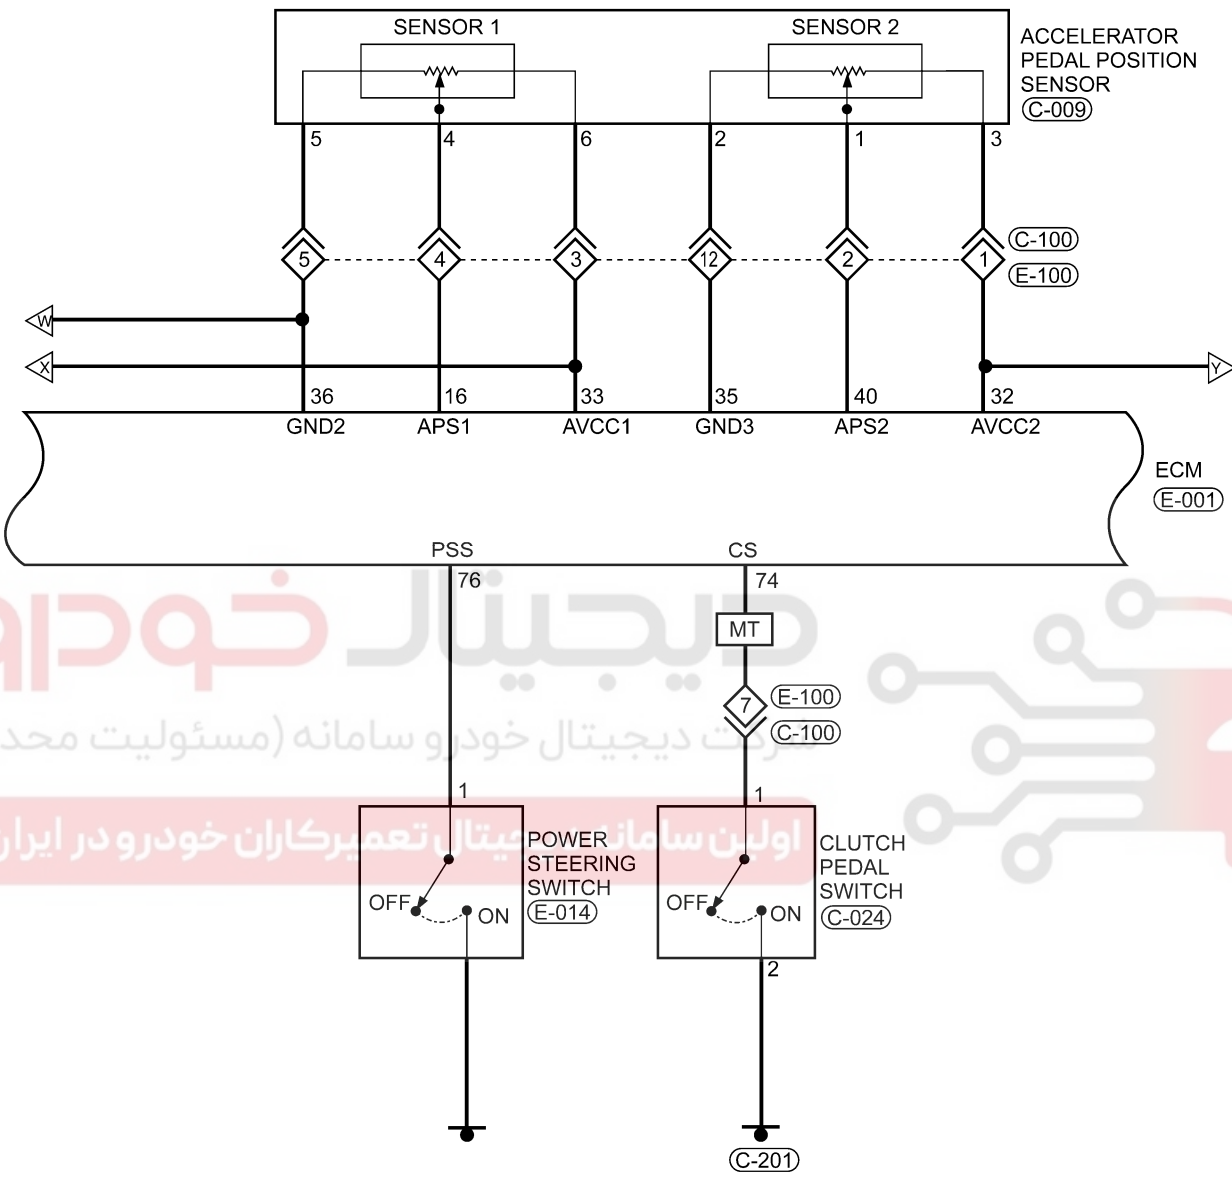 SENSOR 1
SENSOR 2
ACCELERATOR
PEDAL POSITION
SENSOR
C-009
5 4 6 2 1 3
5 4 3 12 2 1
C-100
E-100
W
X
Y
36 16 33 35 40 32
GND2 APS1 AVCC1 GND3 APS2 AVCC2
ECM
E-001
PSS CS
76 74
MT
7
E-100
C-100
دیجیتال خودرو
شرکت دیجیتال خودرو سامانه (مسئولیت محد
اولین سامانه دیجیتال تعمیرکاران خودرو در ایران
1
1
POWER
STEERING
SWITCH
E-014
OFF
ON
CLUTCH
PEDAL
SWITCH
C-024
OFF
ON
2
C-201